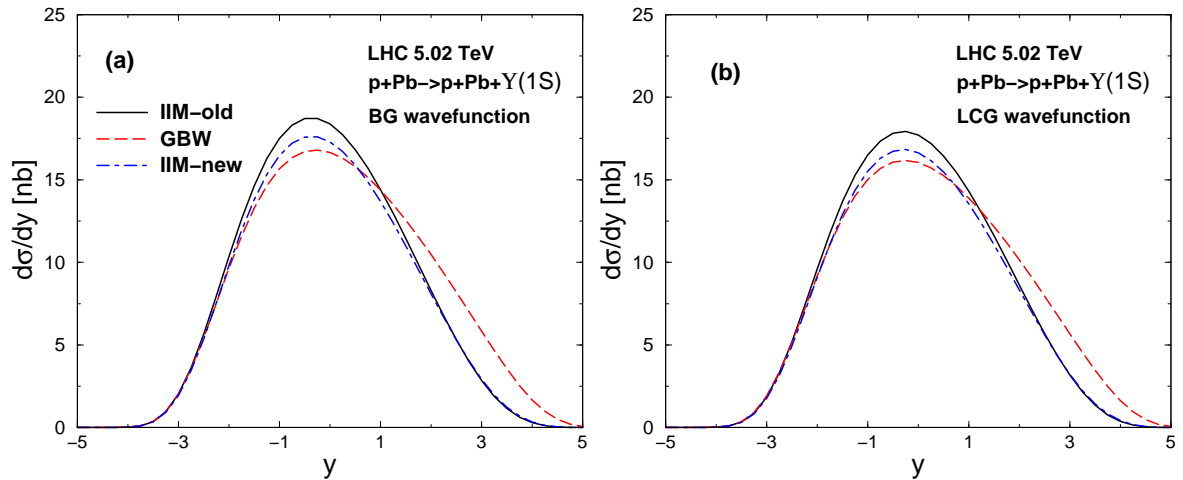 (a)
LHC 5.02 TeV
p+Pb−>p+Pb+ϒ(1S)
BG wavefunction
IIM−old
GBW
IIM−new
dσ/dy [nb]
25
20
15
10
5
0
−5
−3
−1
1
3
5
y
(b)
LHC 5.02 TeV
p+Pb−>p+Pb+ϒ(1S)
LCG wavefunction
dσ/dy [nb]
25
20
15
10
5
0
−5
−3
−1
1
3
5
y